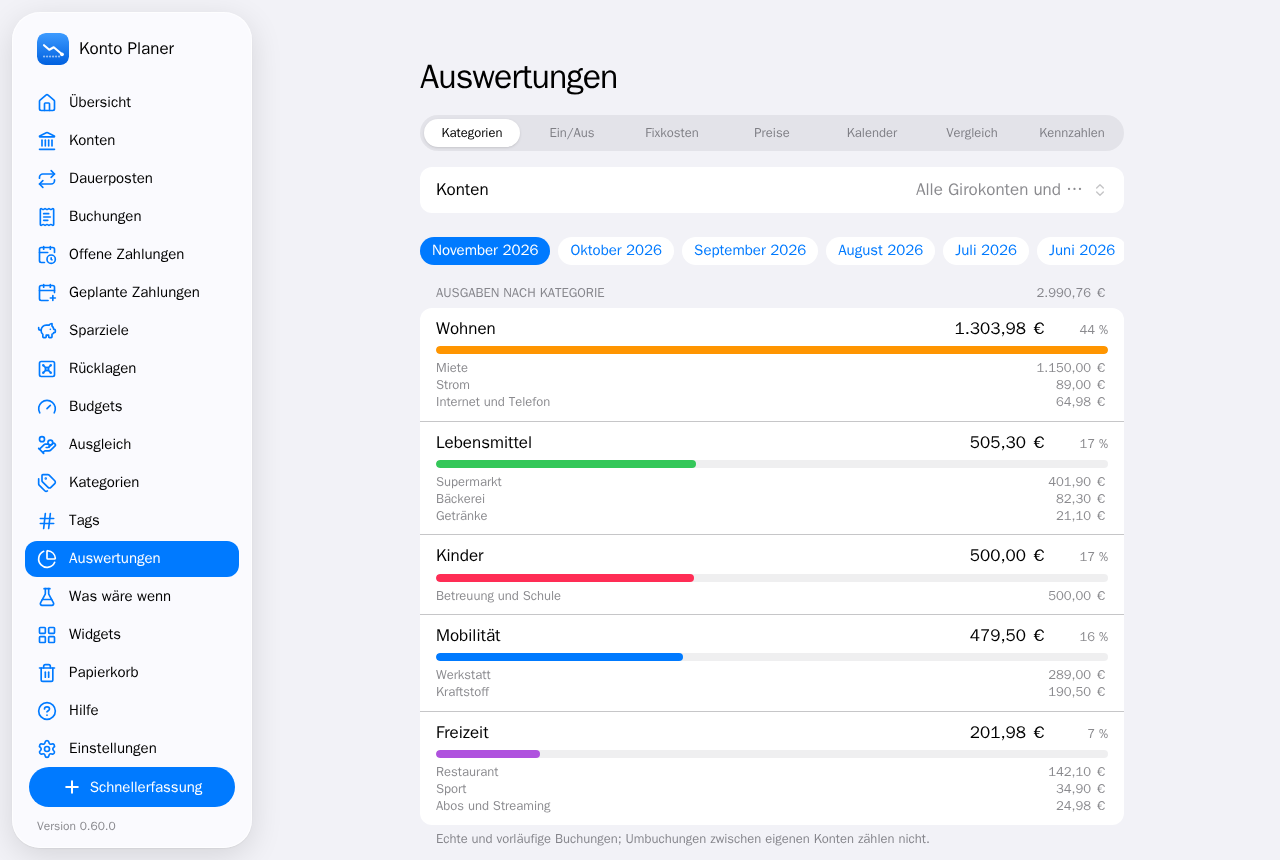 Konto Planer
Übersicht
Konten
Dauerposten
Buchungen
Offene Zahlungen
Geplante Zahlungen
Sparziele
Rücklagen
Budgets
Ausgleich
Kategorien
Tags
Auswertungen
Was wäre wenn
Widgets
Papierkorb
Hilfe
Einstellungen
Schnellerfassung
Version 0.60.0
Auswertungen
Kategorien Ein/Aus Fixkosten Preise Kalender Vergleich Kennzahlen
Konten Alle Girokonten und ···
November 2026 Oktober 2026 September 2026 August 2026 Juli 2026 Juni 2026
AUSGABEN NACH KATEGORIE 2.990,76 €
Wohnen 1.303,98 € 44 %
Miete 1.150,00 €
Strom 89,00 €
Internet und Telefon 64,98 €
Lebensmittel 505,30 € 17 %
Supermarkt 401,90 €
Bäckerei 82,30 €
Getränke 21,10 €
Kinder 500,00 € 17 %
Betreuung und Schule 500,00 €
Mobilität 479,50 € 16 %
Werkstatt 289,00 €
Kraftstoff 190,50 €
Freizeit 201,98 € 7 %
Restaurant 142,10 €
Sport 34,90 €
Abos und Streaming 24,98 €
Echte und vorläufige Buchungen; Umbuchungen zwischen eigenen Konten zählen nicht.